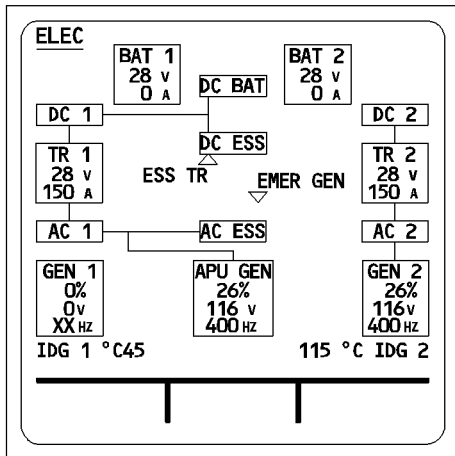 ELEC
BAT 1
28 V
0 A
BAT 2
28 V
0 A
DC BAT
DC 1
DC 2
DC ESS
TR 1
28 V
150 A
ESS TR
EMER GEN
TR 2
28 V
150 A
AC 1
AC ESS
AC 2
GEN 1
0%
0V
XX HZ
APU GEN
26%
116 V
400 HZ
GEN 2
26%
116V
400 HZ
IDG 1 °C45
115 °C IDG 2